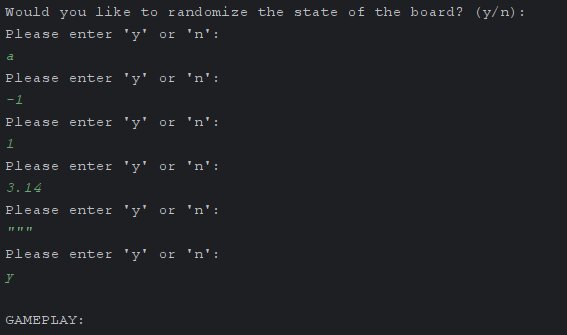 Would you like to randomize the state of the board? (y/n):
Please enter 'y' or 'n':
a
Please enter 'y' or 'n':
-1
Please enter 'y' or 'n':
1
Please enter 'y' or 'n':
3.14
Please enter 'y' or 'n':
"""
Please enter 'y' or 'n':
y
GAMEPLAY: